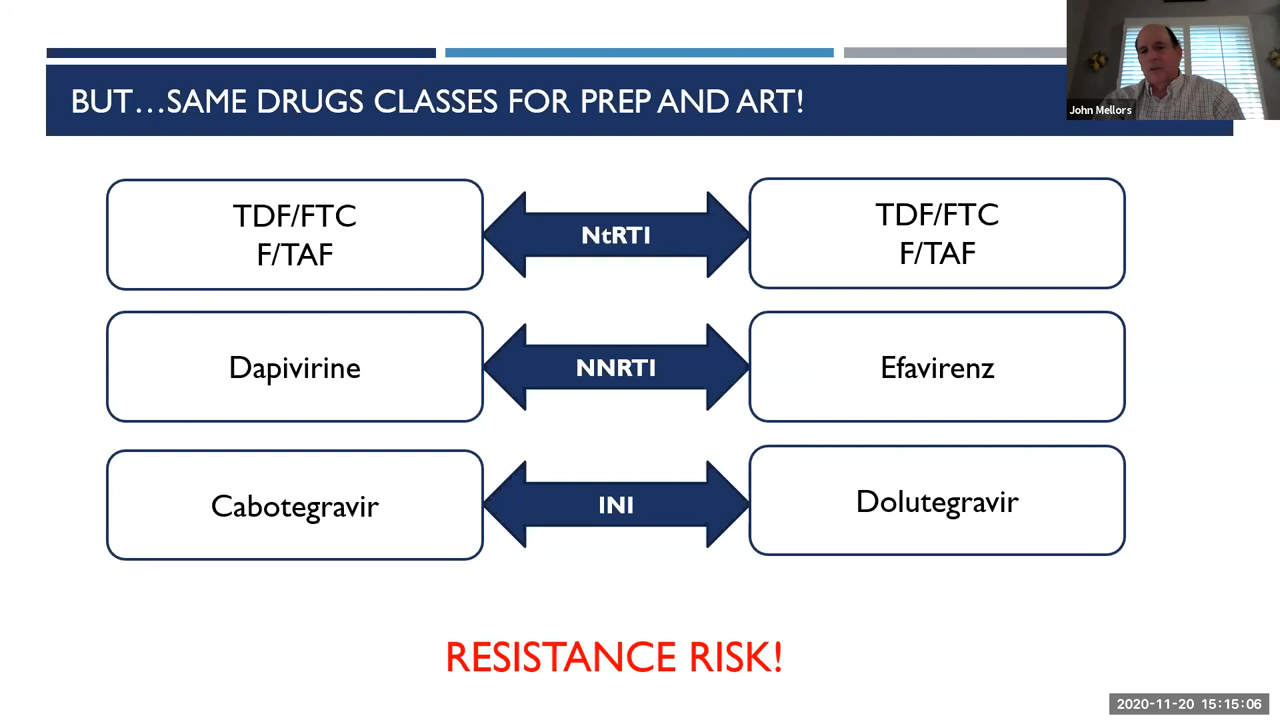 BUT...SAME DRUGS CLASSES FOR PREP AND ART!
John Mellors
TDF/FTC
F/TAF
NtRTI
TDF/FTC
F/TAF
Dapivirine
NNRTI
Efavirenz
Cabotegravir
INI
Dolutegravir
RESISTANCE RISK!
2020-11-20 15:15:06